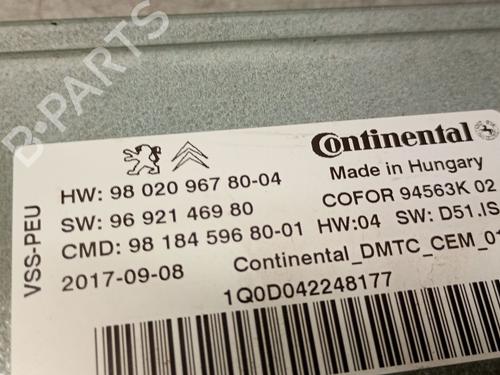 B-PARTS
Continental
Made in Hungary
HW: 98 020 967 80-04
COFOR 94563K 02
SW: 96 921 469 80
HW:04 SW: D51.IS
CMD: 98 184 596 80-01
2017-09-08
Continental_DMTC_CEM_01
1Q0D042248177
VSS-PEU